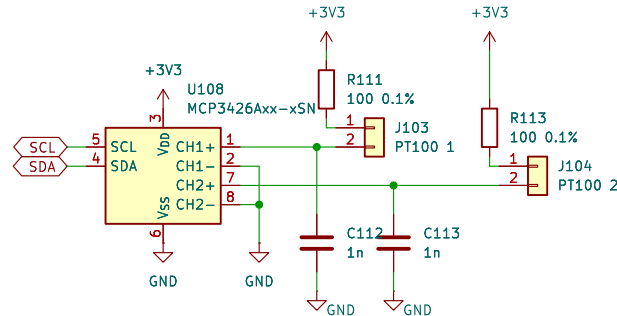 +3V3
+3V3
+3V3
R111
100 0.1%
U108
MCP3426Axx-xSN
R113
100 0.1%
3
VDD
1
J103
2
PT100 1
SCL
5
SCL
CH1+
1
SDA
4
SDA
CH1-
2
CH2+
7
CH2-
8
VSS
6
1
J104
2
PT100 2
C112
1n
C113
1n
GND
GND
GND
GND